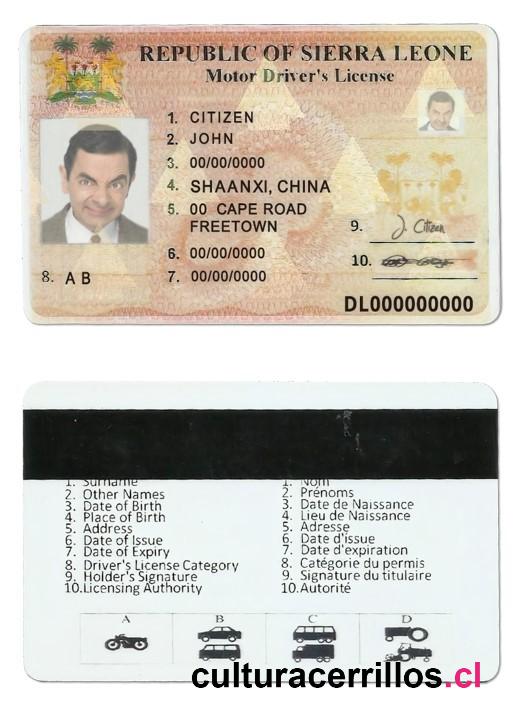 REPUBLIC OF SIERRA LEONE
Motor Driver's License
1. CITIZEN
2. JOHN
3. 00/00/0000
4. SHAANXI, CHINA
5. 00 CAPE ROAD
FREETOWN
6. 00/00/0000
7. 00/00/0000
8. A B
9. J. Citizen
10.
DL000000000
1. Surname
2. Other Names
3. Date of Birth
4. Place of Birth
5. Address
6. Date of Issue
7. Date of Expiry
8. Driver's License Category
9. Holder's Signature
10.Licensing Authority
1. Nom
2. Prénoms
3. Date de Naissance
4. Lieu de Naissance
5. Adresse
6. Date d'issue
7. Date d'expiration
8. Catégorie du permis
9. Signature du titulaire
10. Autorité
A B C D
culturacerrillos.cl